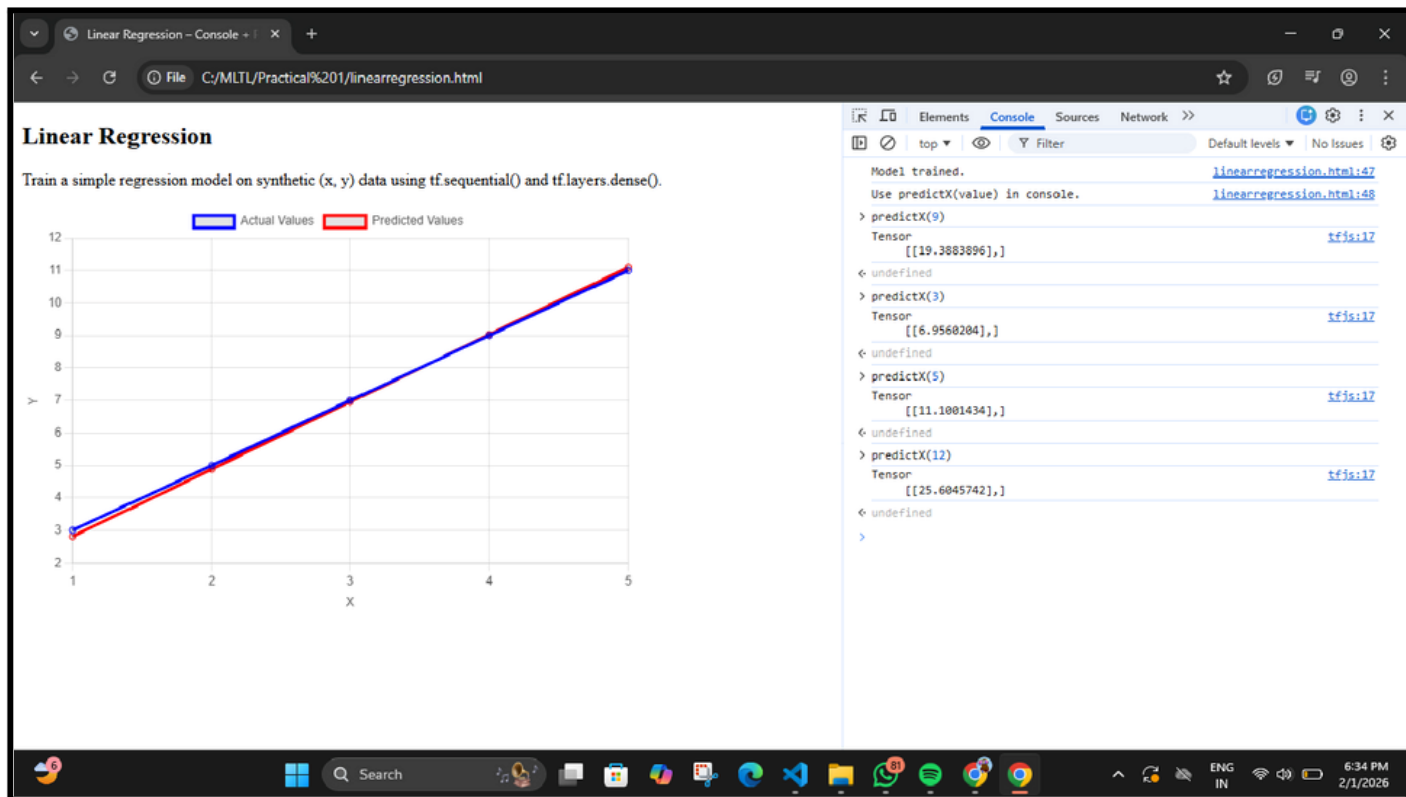 Linear Regression – Console +
File C:/MLTL/Practical%201/linearregression.html
Linear Regression
Train a simple regression model on synthetic (x, y) data using tf.sequential() and tf.layers.dense().
Actual Values Predicted Values
12
11
10
9
8
7
6
5
4
3
2
Y
1 2 3 4 5
X
Elements Console Sources Network
top Filter Default levels No Issues
Model trained. linearregression.html:47
Use predictX(value) in console. linearregression.html:48
> predictX(9)
Tensor tfjs:17
[[19.3883896],]
undefined
> predictX(3)
Tensor tfjs:17
[[6.9560204],]
undefined
> predictX(5)
Tensor tfjs:17
[[11.1001434],]
undefined
> predictX(12)
Tensor tfjs:17
[[25.6045742],]
undefined
>
6
Search
81
ENG
IN
6:34 PM
2/1/2026